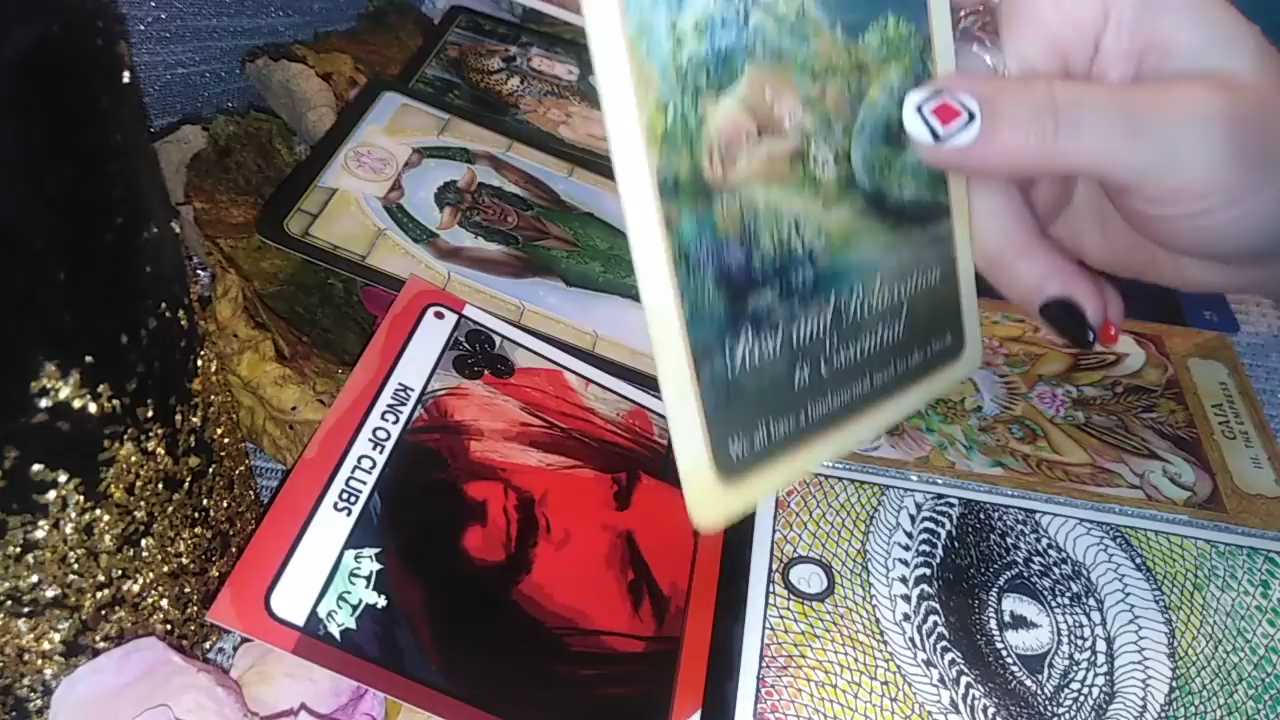 Rest and Relaxation
is Essential
We all have a fundamental need to take a break
KING OF CLUBS
GAIA
III. THE EMPRESS
3